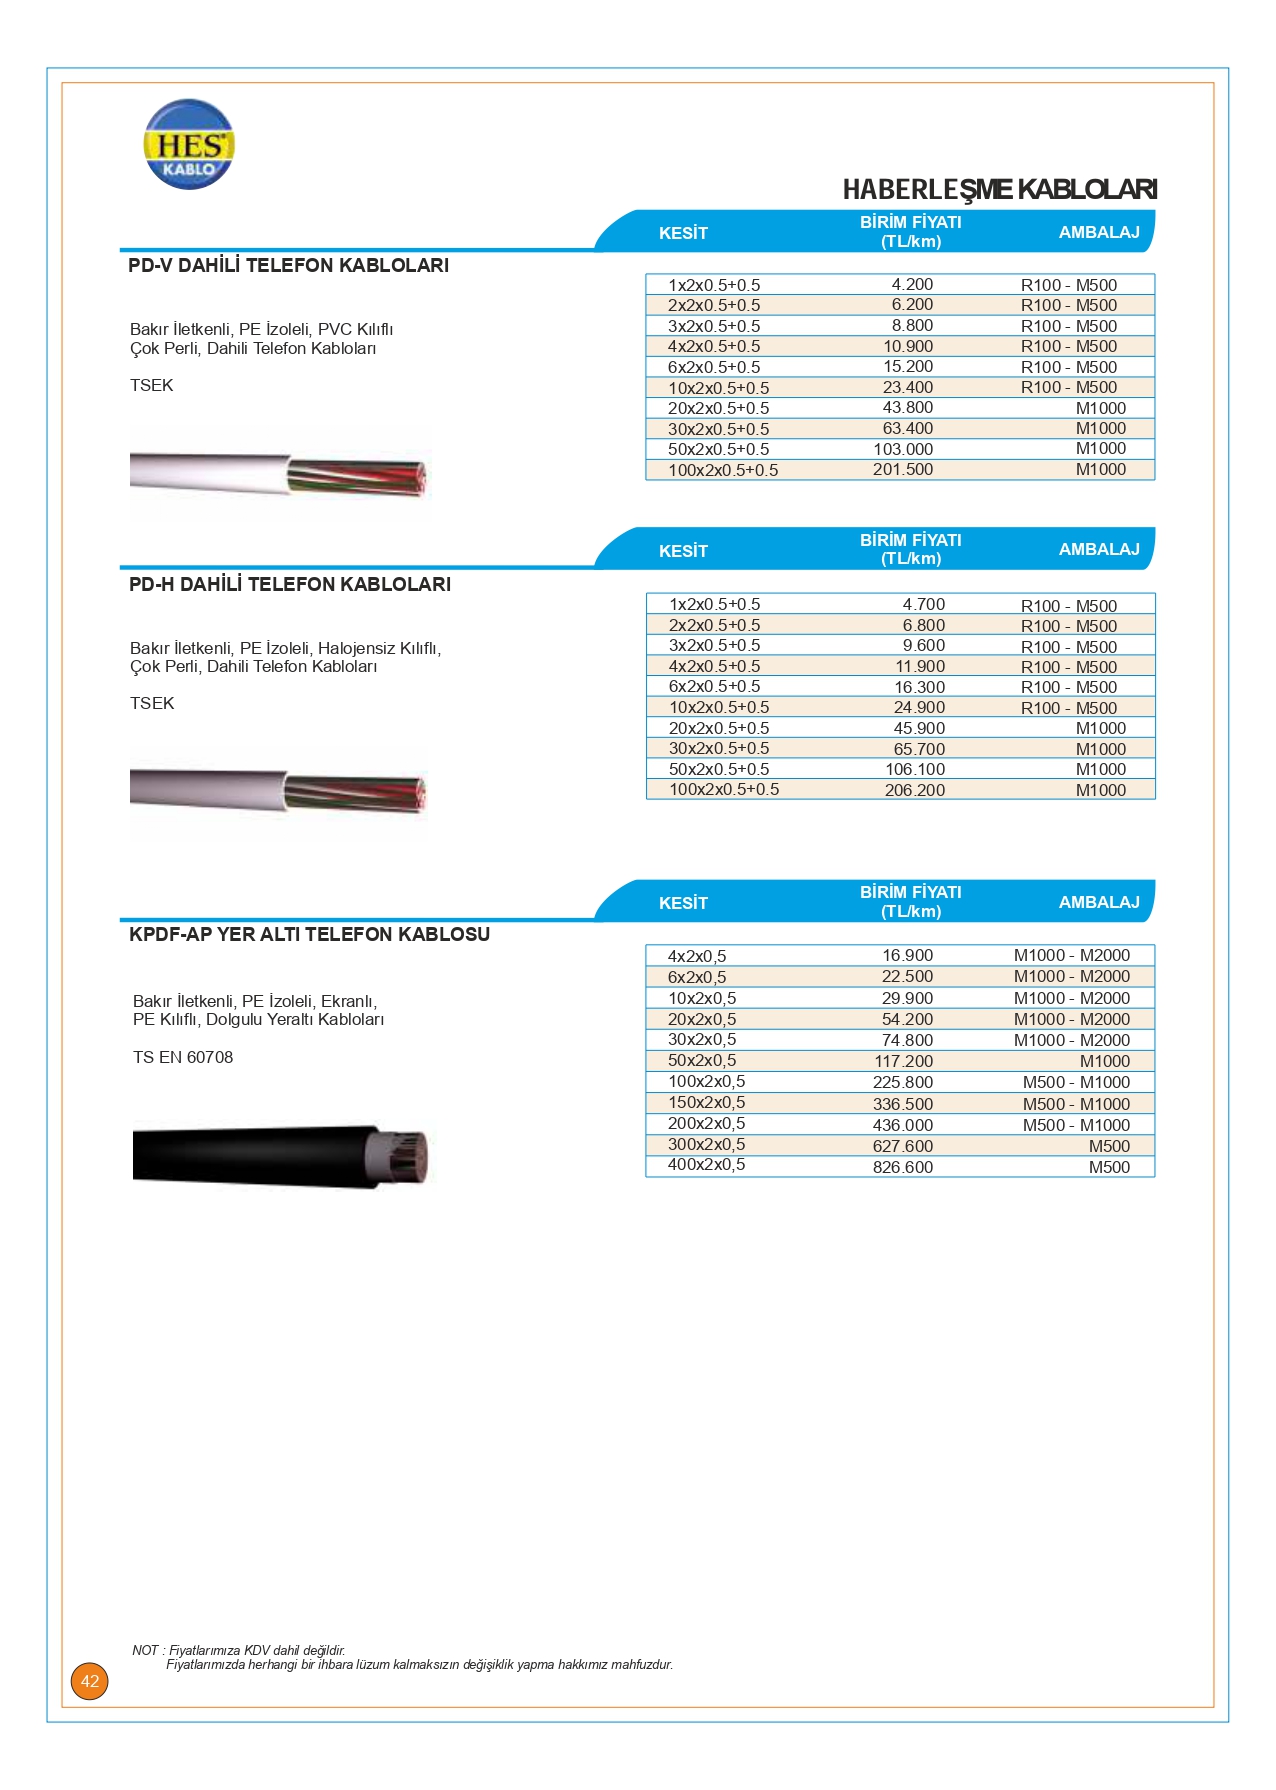 HES
KABLO
HABERLEŞME KABLOLARI
KESİT BİRİM FİYATI (TL/km) AMBALAJ
PD-V DAHİLİ TELEFON KABLOLARI
Bakır İletkenli, PE İzoleli, PVC Kılıflı
Çok Perli, Dahili Telefon Kabloları
TSEK
1x2x0.5+0.5 4.200 R100 - M500
2x2x0.5+0.5 6.200 R100 - M500
3x2x0.5+0.5 8.800 R100 - M500
4x2x0.5+0.5 10.900 R100 - M500
6x2x0.5+0.5 15.200 R100 - M500
10x2x0.5+0.5 23.400 R100 - M500
20x2x0.5+0.5 43.800 M1000
30x2x0.5+0.5 63.400 M1000
50x2x0.5+0.5 103.000 M1000
100x2x0.5+0.5 201.500 M1000
KESİT BİRİM FİYATI (TL/km) AMBALAJ
PD-H DAHİLİ TELEFON KABLOLARI
Bakır İletkenli, PE İzoleli, Halojensiz Kılıflı,
Çok Perli, Dahili Telefon Kabloları
TSEK
1x2x0.5+0.5 4.700 R100 - M500
2x2x0.5+0.5 6.800 R100 - M500
3x2x0.5+0.5 9.600 R100 - M500
4x2x0.5+0.5 11.900 R100 - M500
6x2x0.5+0.5 16.300 R100 - M500
10x2x0.5+0.5 24.900 R100 - M500
20x2x0.5+0.5 45.900 M1000
30x2x0.5+0.5 65.700 M1000
50x2x0.5+0.5 106.100 M1000
100x2x0.5+0.5 206.200 M1000
KESİT BİRİM FİYATI (TL/km) AMBALAJ
KPDF-AP YER ALTI TELEFON KABLOSU
Bakır İletkenli, PE İzoleli, Ekranlı,
PE Kılıflı, Dolgulu Yeraltı Kabloları
TS EN 60708
4x2x0,5 16.900 M1000 - M2000
6x2x0,5 22.500 M1000 - M2000
10x2x0,5 29.900 M1000 - M2000
20x2x0,5 54.200 M1000 - M2000
30x2x0,5 74.800 M1000 - M2000
50x2x0,5 117.200 M1000
100x2x0,5 225.800 M500 - M1000
150x2x0,5 336.500 M500 - M1000
200x2x0,5 436.000 M500 - M1000
300x2x0,5 627.600 M500
400x2x0,5 826.600 M500
NOT : Fiyatlarımıza KDV dahil değildir.
Fiyatlarımızda herhangi bir ihbara lüzum kalmaksızın değişiklik yapma hakkımız mahfuzdur.
42